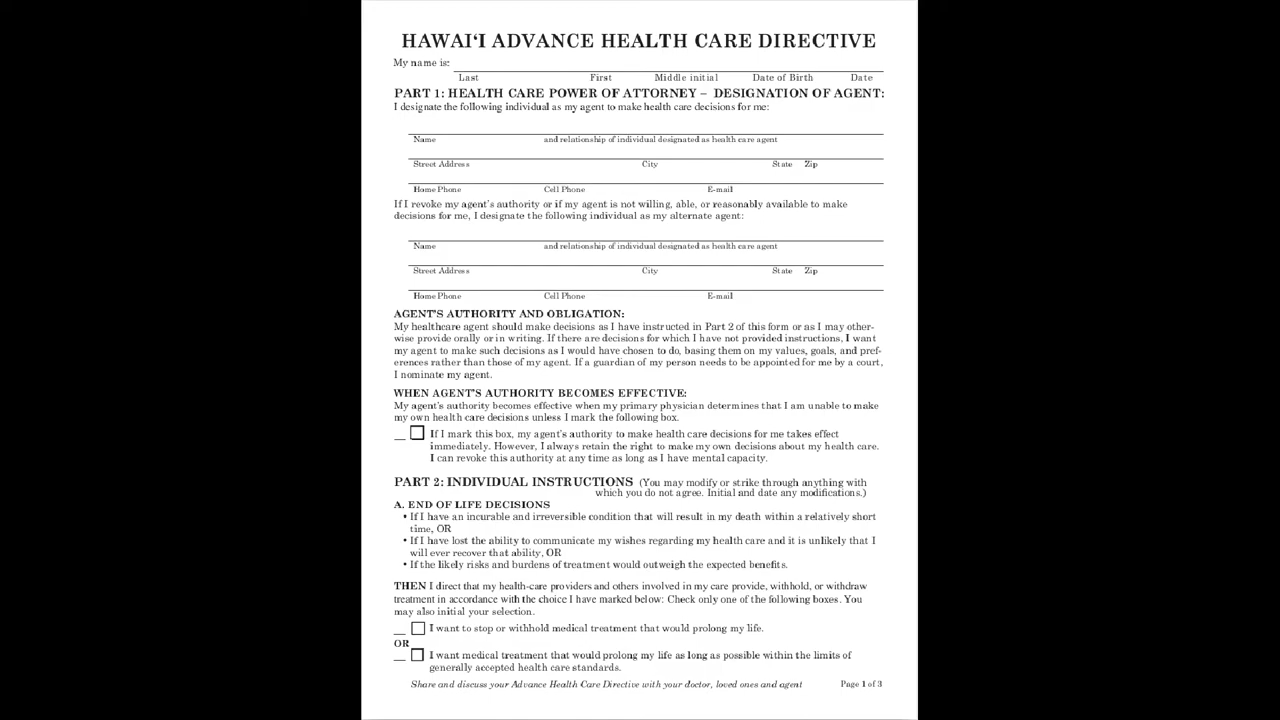 HAWAI‘I ADVANCE HEALTH CARE DIRECTIVE
My name is:
Last First Middle initial Date of Birth Date
PART 1: HEALTH CARE POWER OF ATTORNEY – DESIGNATION OF AGENT:
I designate the following individual as my agent to make health care decisions for me:
Name and relationship of individual designated as health care agent
Street Address City State Zip
Home Phone Cell Phone E-mail
If I revoke my agent's authority or if my agent is not willing, able, or reasonably available to make
decisions for me, I designate the following individual as my alternate agent:
Name and relationship of individual designated as health care agent
Street Address City State Zip
Home Phone Cell Phone E-mail
AGENT'S AUTHORITY AND OBLIGATION:
My healthcare agent should make decisions as I have instructed in Part 2 of this form or as I may other-
wise provide orally or in writing. If there are decisions for which I have not provided instructions, I want
my agent to make such decisions as I would have chosen to do, basing them on my values, goals, and pref-
erences rather than those of my agent. If a guardian of my person needs to be appointed for me by a court,
I nominate my agent.
WHEN AGENT'S AUTHORITY BECOMES EFFECTIVE:
My agent's authority becomes effective when my primary physician determines that I am unable to make
my own health care decisions unless I mark the following box.
__ ☐ If I mark this box, my agent's authority to make health care decisions for me takes effect
immediately. However, I always retain the right to make my own decisions about my health care.
I can revoke this authority at any time as long as I have mental capacity.
PART 2: INDIVIDUAL INSTRUCTIONS (You may modify or strike through anything with
which you do not agree. Initial and date any modifications.)
A. END OF LIFE DECISIONS
• If I have an incurable and irreversible condition that will result in my death within a relatively short
time, OR
• If I have lost the ability to communicate my wishes regarding my health care and it is unlikely that I
will ever recover that ability, OR
• If the likely risks and burdens of treatment would outweigh the expected benefits.
THEN I direct that my health-care providers and others involved in my care provide, withhold, or withdraw
treatment in accordance with the choice I have marked below: Check only one of the following boxes. You
may also initial your selection.
__ ☐ I want to stop or withhold medical treatment that would prolong my life.
OR
__ ☐ I want medical treatment that would prolong my life as long as possible within the limits of
generally accepted health care standards.
Share and discuss your Advance Health Care Directive with your doctor, loved ones and agent Page 1 of 3